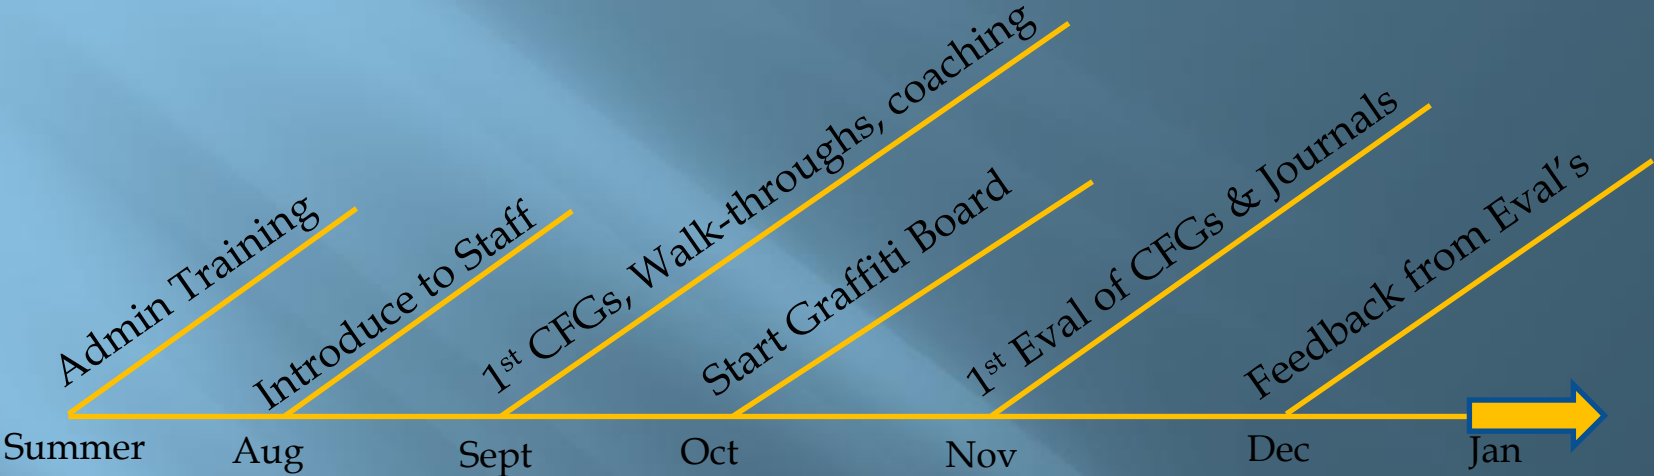 Admin Training
Introduce to Staff
1st CFGs, Walk-throughs, coaching
Start Graffiti Board
1st Eval of CFGs & Journals
Feedback from Eval’s
Summer
Aug
Sept
Oct
Nov
Dec
Jan